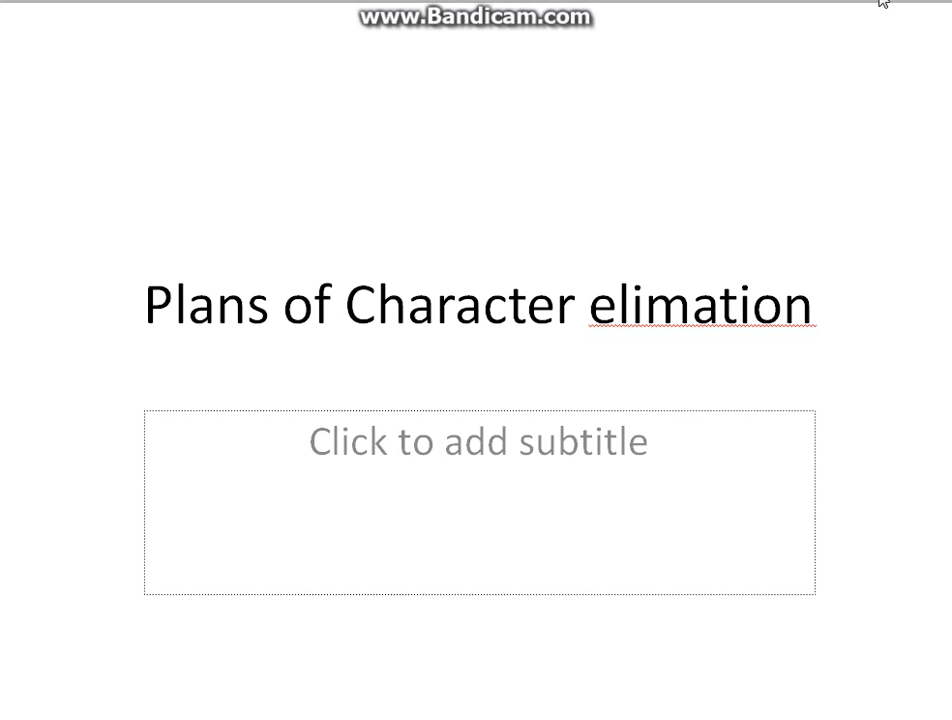 www.Bandicam.com
Plans of Character elimation
Click to add subtitle